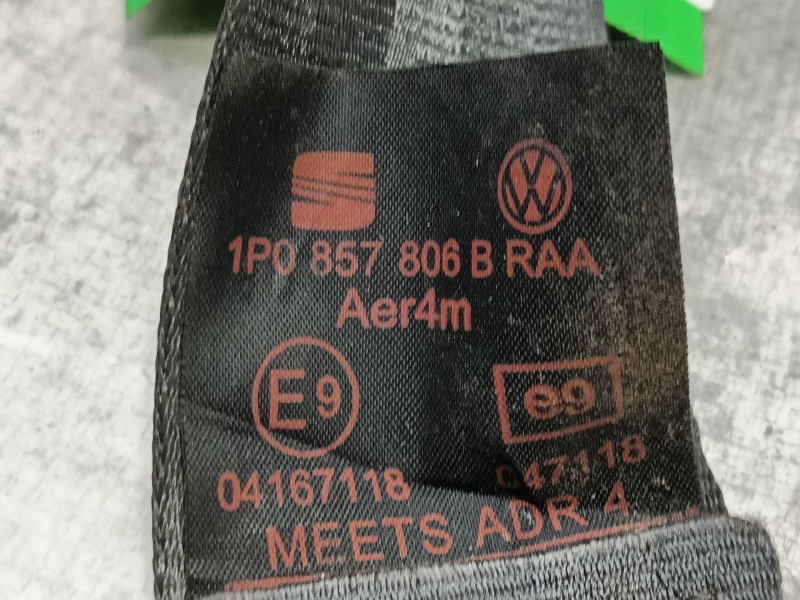 1P0 857 806 B RAA
Aer4m
E9 e9
04167118 047118
MEETS ADR 4